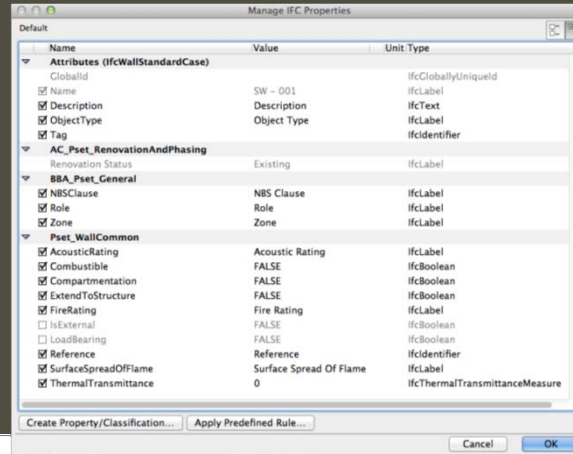 Manage IFC Properties
Default
Name Value Unit Type
Attributes (IfcWallStandardCase)
GlobalId IfcGloballyUniqueId
Name SW - 001 IfcLabel
Description Description IfcText
ObjectType Object Type IfcLabel
Tag IfcIdentifier
AC_Pset_RenovationAndPhasing
Renovation Status Existing IfcLabel
BBA_Pset_General
NBSClause NBS Clause IfcLabel
Role Role IfcLabel
Zone Zone IfcLabel
Pset_WallCommon
AcousticRating Acoustic Rating IfcLabel
Combustible FALSE IfcBoolean
Compartmentation FALSE IfcBoolean
ExtendToStructure FALSE IfcBoolean
FireRating Fire Rating IfcLabel
IsExternal FALSE IfcBoolean
LoadBearing FALSE IfcBoolean
Reference Reference IfcIdentifier
SurfaceSpreadOfFlame Surface Spread Of Flame IfcLabel
ThermalTransmittance 0 IfcThermalTransmittanceMeasure
Create Property/Classification... Apply Predefined Rule...
Cancel OK